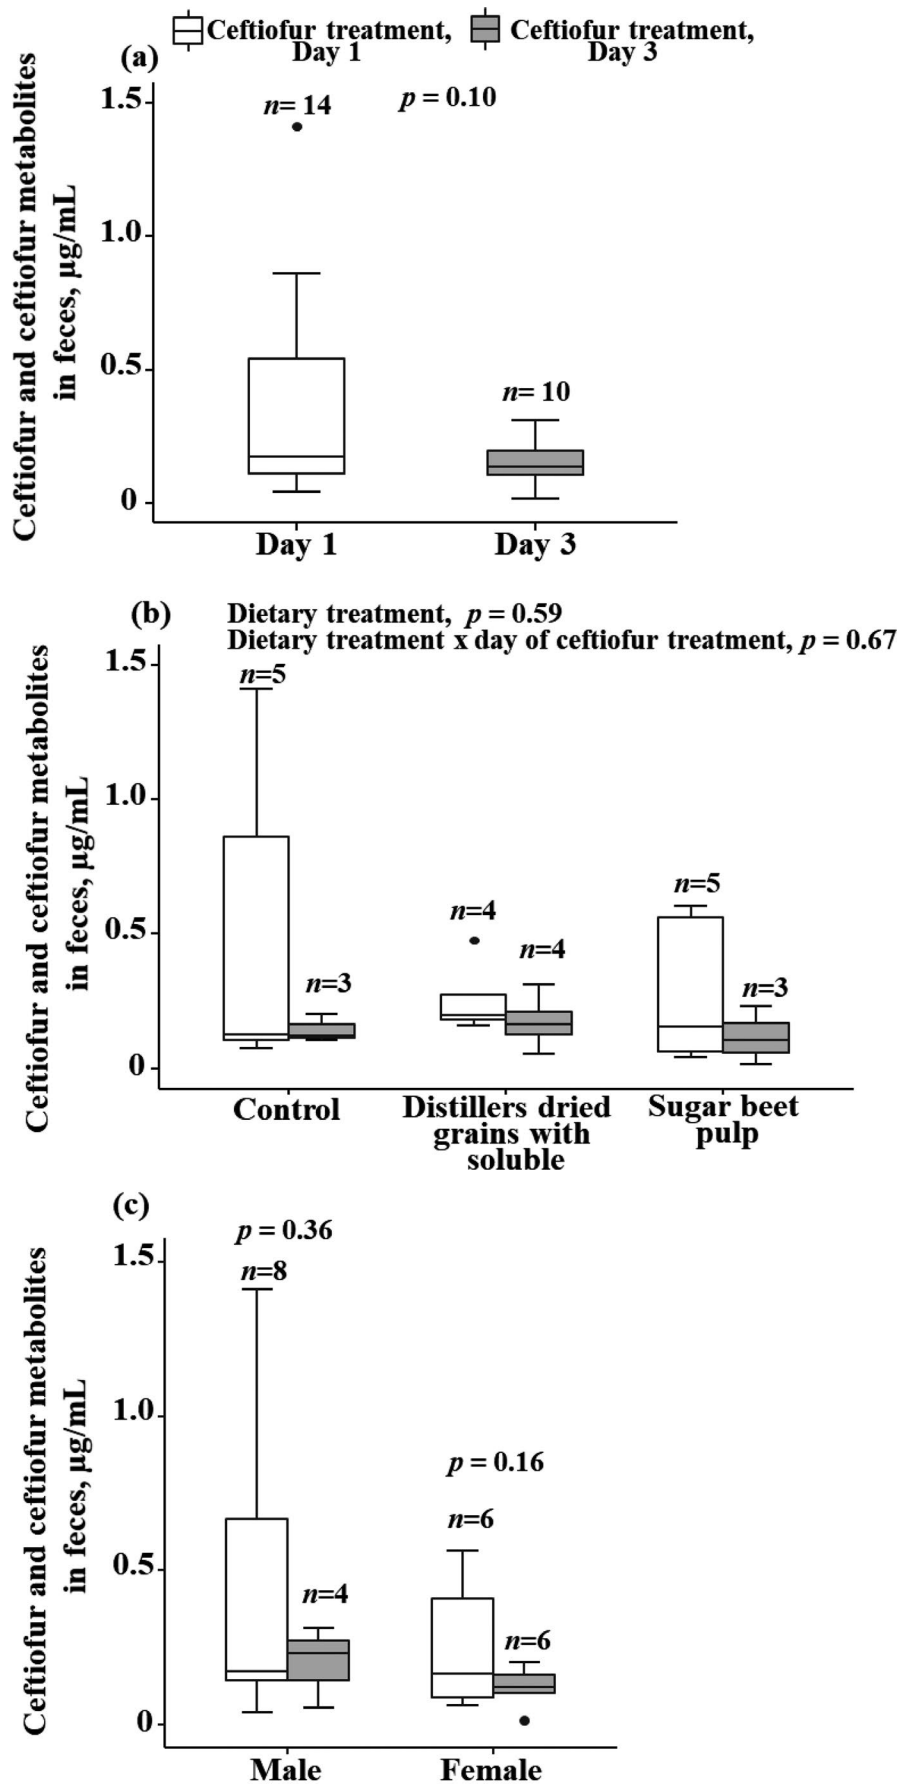 Ceftiofur treatment,
Day 1
Ceftiofur treatment,
Day 3
(a)
Ceftiofur and ceftiofur metabolites
in feces, µg/mL
1.5
1.0
0.5
0
n= 14
p = 0.10
n= 10
Day 1
Day 3
(b)
Dietary treatment, p = 0.59
Dietary treatment x day of ceftiofur treatment, p = 0.67
Ceftiofur and ceftiofur metabolites
in feces, µg/mL
1.5
1.0
0.5
0
n=5
n=3
n=4
n=4
n=5
n=3
Control
Distillers dried
grains with
soluble
Sugar beet
pulp
(c)
Ceftiofur and ceftiofur metabolites
in feces, µg/mL
1.5
1.0
0.5
0
p = 0.36
n=8
n=4
p = 0.16
n=6
n=6
Male
Female